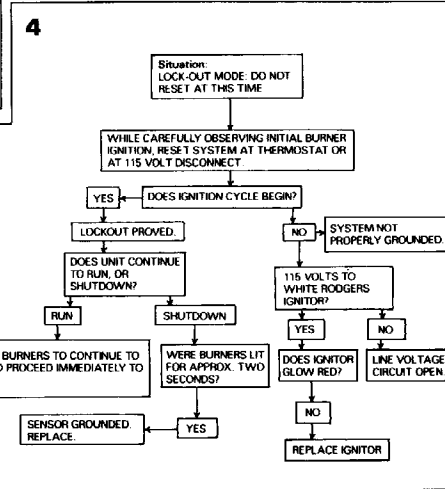 4
Situation:
LOCK-OUT MODE: DO NOT
RESET AT THIS TIME
WHILE CAREFULLY OBSERVING INITIAL BURNER
IGNITION, RESET SYSTEM AT THERMOSTAT OR
AT 115 VOLT DISCONNECT.
DOES IGNITION CYCLE BEGIN?
YES
NO
LOCKOUT PROVED.
SYSTEM NOT
PROPERLY GROUNDED.
DOES UNIT CONTINUE
TO RUN, OR
SHUTDOWN?
115 VOLTS TO
WHITE RODGERS
IGNITOR?
RUN
SHUTDOWN
YES
NO
BURNERS TO CONTINUE TO
PROCEED IMMEDIATELY TO
WERE BURNERS LIT
FOR APPROX. TWO
SECONDS?
DOES IGNITOR
GLOW RED?
LINE VOLTAGE
CIRCUIT OPEN.
SENSOR GROUNDED.
REPLACE.
YES
NO
REPLACE IGNITOR